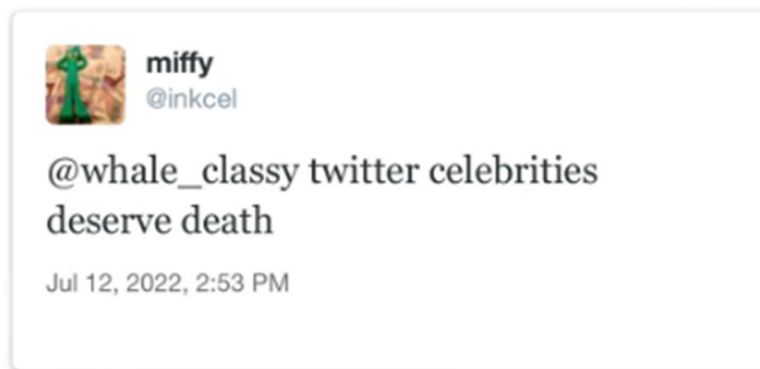 miffy
@inkcel
@whale_classy twitter celebrities
deserve death
Jul 12, 2022, 2:53 PM